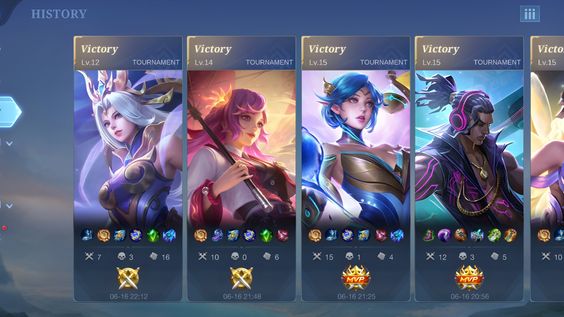 HISTORY
Victory
Lv.12 TOURNAMENT
7 3 16
06-16 22:12
Victory
Lv.14 TOURNAMENT
10 0 6
06-16 21:48
Victory
Lv.15 TOURNAMENT
15 1 4
MVP
06-16 21:25
Victory
Lv.15 TOURNAMENT
12 3 5
MVP
06-16 20:56
Victo
Lv.15
10